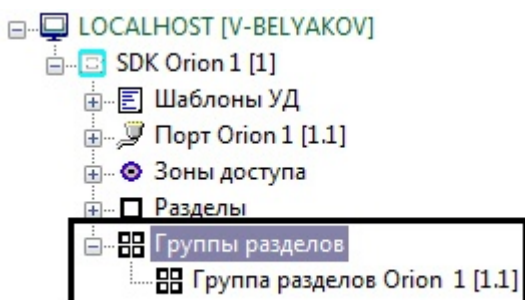 LOCALHOST [V-BELYAKOV]
SDK Orion 1 [1]
Шаблоны УД
Порт Orion 1 [1.1]
Зоны доступа
Разделы
Группы разделов
Группа разделов Orion 1 [1.1]